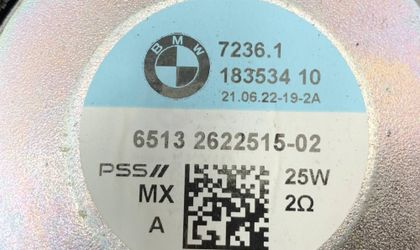 BMW
7236.1
183534 10
21.06.22-19-2A
6513 2622515-02
PSS//
MX
25W
A
2Ω